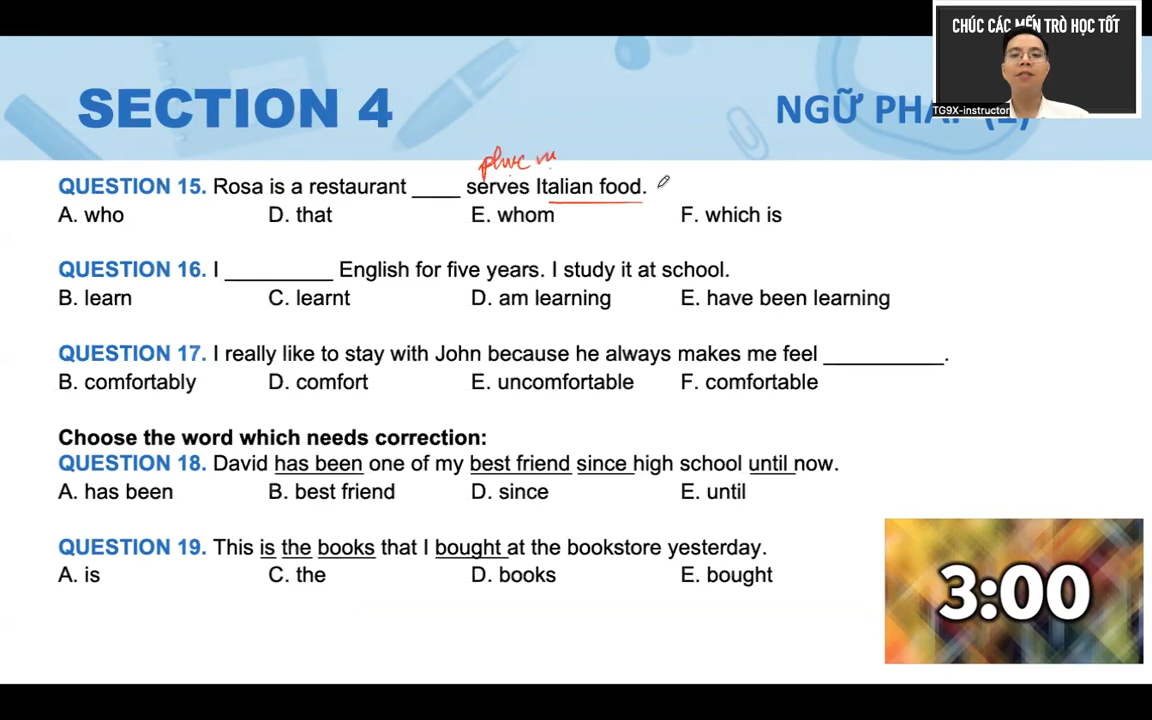 CHÚC CÁC MẾN TRÒ HỌC TỐT
TG9X-instructor
SECTION 4
NGỮ PHÁP (1)
phục vụ
QUESTION 15. Rosa is a restaurant ____ serves Italian food.
A. who D. that E. whom F. which is
QUESTION 16. I _________ English for five years. I study it at school.
B. learn C. learnt D. am learning E. have been learning
QUESTION 17. I really like to stay with John because he always makes me feel __________.
B. comfortably D. comfort E. uncomfortable F. comfortable
Choose the word which needs correction:
QUESTION 18. David has been one of my best friend since high school until now.
A. has been B. best friend D. since E. until
QUESTION 19. This is the books that I bought at the bookstore yesterday.
A. is C. the D. books E. bought
3:00